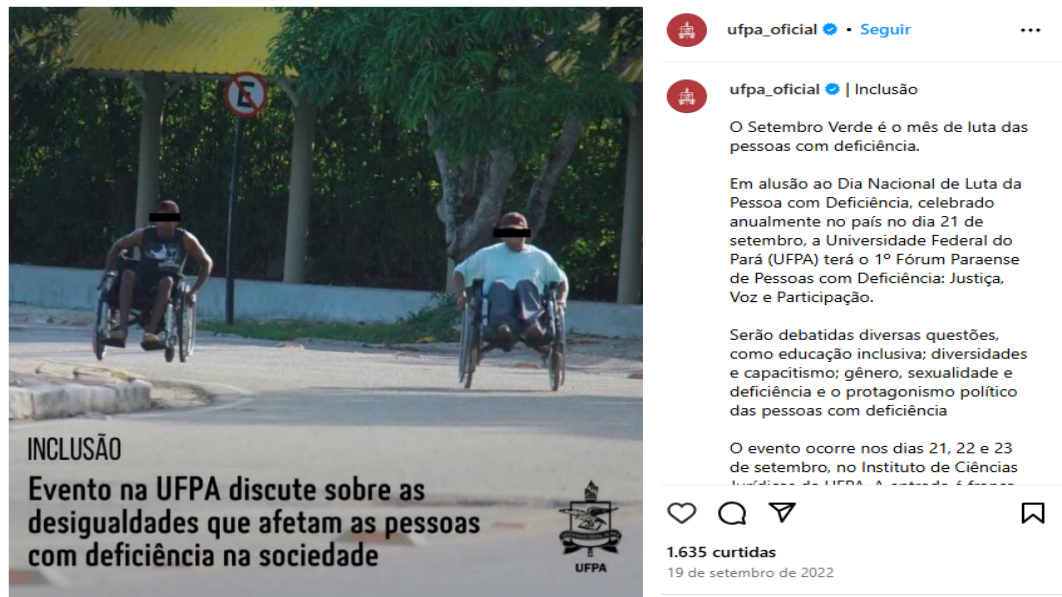 E
INCLUSÃO
Evento na UFPA discute sobre as
desigualdades que afetam as pessoas
com deficiência na sociedade
UFPA
ufpa_oficial • Seguir
ufpa_oficial | Inclusão
O Setembro Verde é o mês de luta das
pessoas com deficiência.
Em alusão ao Dia Nacional de Luta da
Pessoa com Deficiência, celebrado
anualmente no país no dia 21 de
setembro, a Universidade Federal do
Pará (UFPA) terá o 1º Fórum Paraense
de Pessoas com Deficiência: Justiça,
Voz e Participação.
Serão debatidas diversas questões,
como educação inclusiva; diversidades
e capacitismo; gênero, sexualidade e
deficiência e o protagonismo político
das pessoas com deficiência
O evento ocorre nos dias 21, 22 e 23
de setembro, no Instituto de Ciências
Jurídicas da UFPA. A entrada é franca
1.635 curtidas
19 de setembro de 2022